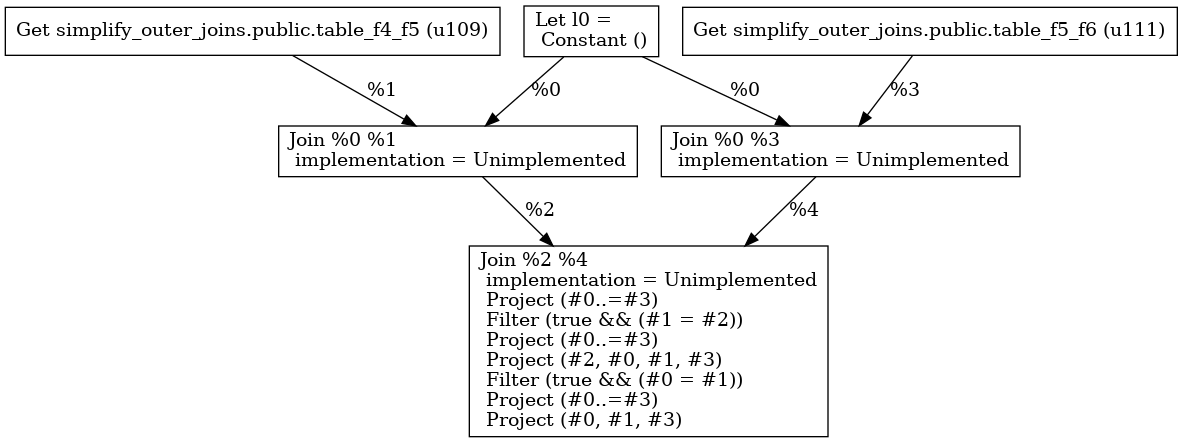 Get simplify_outer_joins.public.table_f4_f5 (u109)
Let l0 =
Constant ()
Get simplify_outer_joins.public.table_f5_f6 (u111)
%1
%0
%0
%3
Join %0 %1
implementation = Unimplemented
Join %0 %3
implementation = Unimplemented
%2
%4
Join %2 %4
implementation = Unimplemented
Project (#0..=#3)
Filter (true && (#1 = #2))
Project (#0..=#3)
Project (#2, #0, #1, #3)
Filter (true && (#0 = #1))
Project (#0..=#3)
Project (#0, #1, #3)